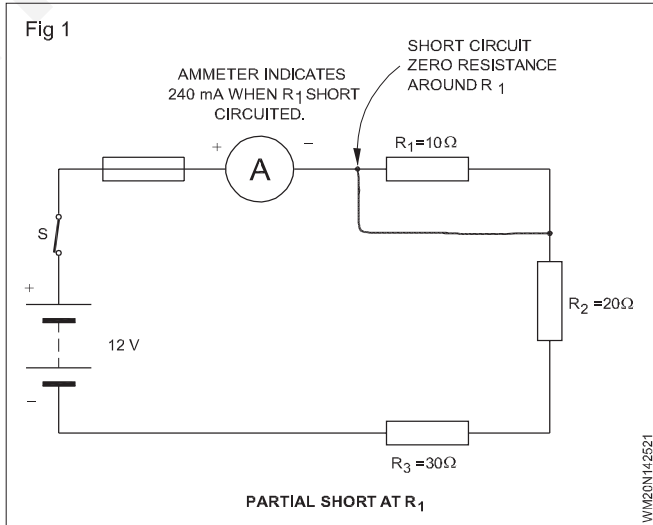 Fig 1
SHORT CIRCUIT
ZERO RESISTANCE
AROUND R1
AMMETER INDICATES
240 mA WHEN R1 SHORT
CIRCUITED.
+
–
A
R1=10Ω
S
+
12 V
–
R2 =20Ω
R3 =30Ω
PARTIAL SHORT AT R1
WM20N142521